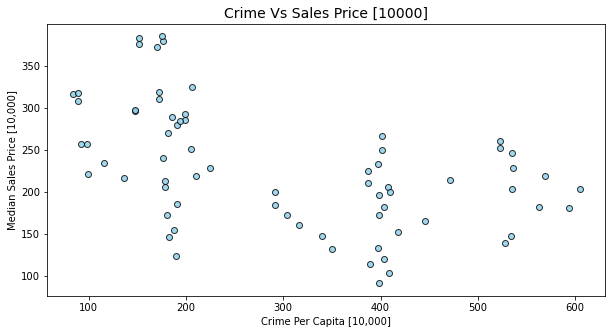 Crime Vs Sales Price [10000]
Median Sales Price [10,000]
350
300
250
200
150
100
100 200 300 400 500 600
Crime Per Capita [10,000]